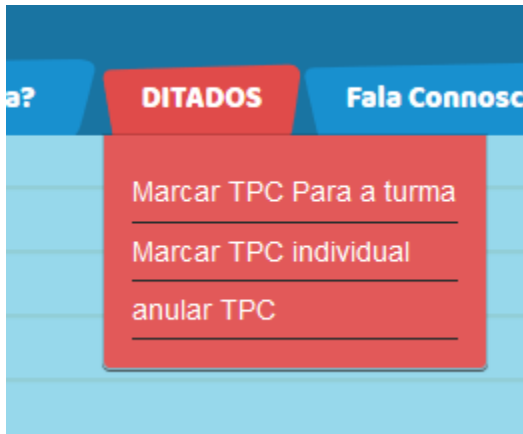 a? DITADOS Fala Connosc
Marcar TPC Para a turma
Marcar TPC individual
anular TPC